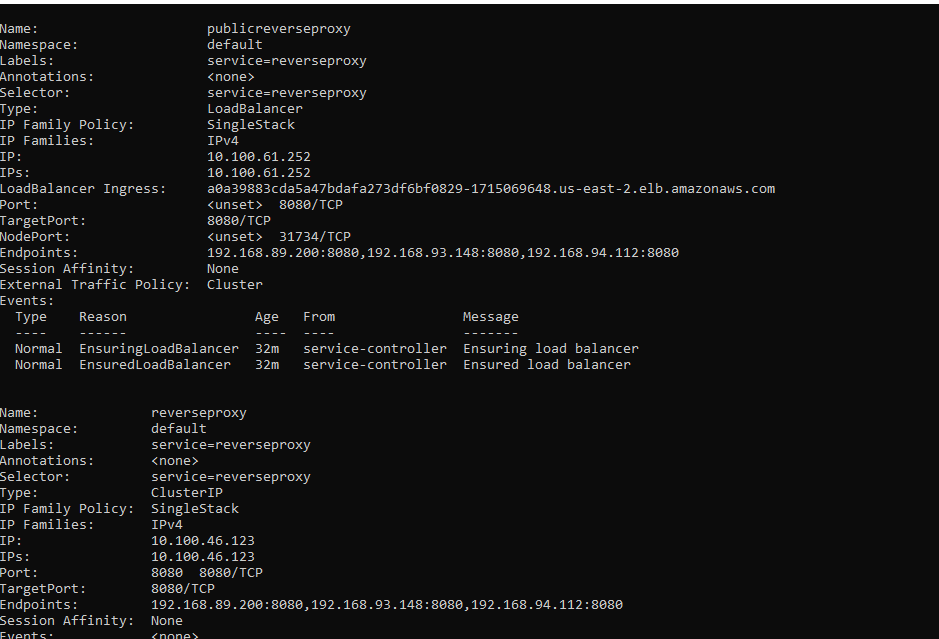 Name:                     publicreverseproxy
Namespace:                default
Labels:                   service=reverseproxy
Annotations:              <none>
Selector:                 service=reverseproxy
Type:                     LoadBalancer
IP Family Policy:         SingleStack
IP Families:              IPv4
IP:                       10.100.61.252
IPs:                      10.100.61.252
LoadBalancer Ingress:     a0a39883cda5a47bdafa273df6bf0829-1715069648.us-east-2.elb.amazonaws.com
Port:                     <unset>  8080/TCP
TargetPort:               8080/TCP
NodePort:                 <unset>  31734/TCP
Endpoints:                192.168.89.200:8080,192.168.93.148:8080,192.168.94.112:8080
Session Affinity:         None
External Traffic Policy:  Cluster
Events:
  Type    Reason                Age   From                Message
  ----    ------                ----  ----                -------
  Normal  EnsuringLoadBalancer  32m   service-controller  Ensuring load balancer
  Normal  EnsuredLoadBalancer   32m   service-controller  Ensured load balancer
Name:              reverseproxy
Namespace:         default
Labels:            service=reverseproxy
Annotations:       <none>
Selector:          service=reverseproxy
Type:              ClusterIP
IP Family Policy:  SingleStack
IP Families:       IPv4
IP:                10.100.46.123
IPs:               10.100.46.123
Port:              8080  8080/TCP
TargetPort:        8080/TCP
Endpoints:         192.168.89.200:8080,192.168.93.148:8080,192.168.94.112:8080
Session Affinity:  None
Events:            <none>